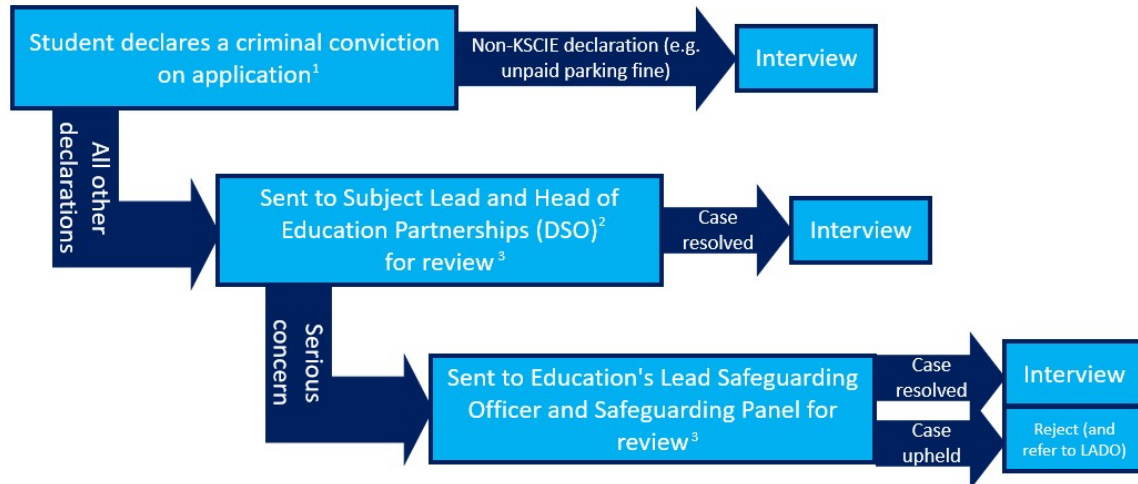 Student declares a criminal conviction
on application¹
Non-KSCIE declaration (e.g.
unpaid parking fine)
Interview
All other
declarations
Sent to Subject Lead and Head of
Education Partnerships (DSO)²
for review³
Case
resolved
Interview
Serious
concern
Sent to Education's Lead Safeguarding
Officer and Safeguarding Panel for
review³
Case
resolved
Interview
Case
upheld
Reject (and
refer to LADO)